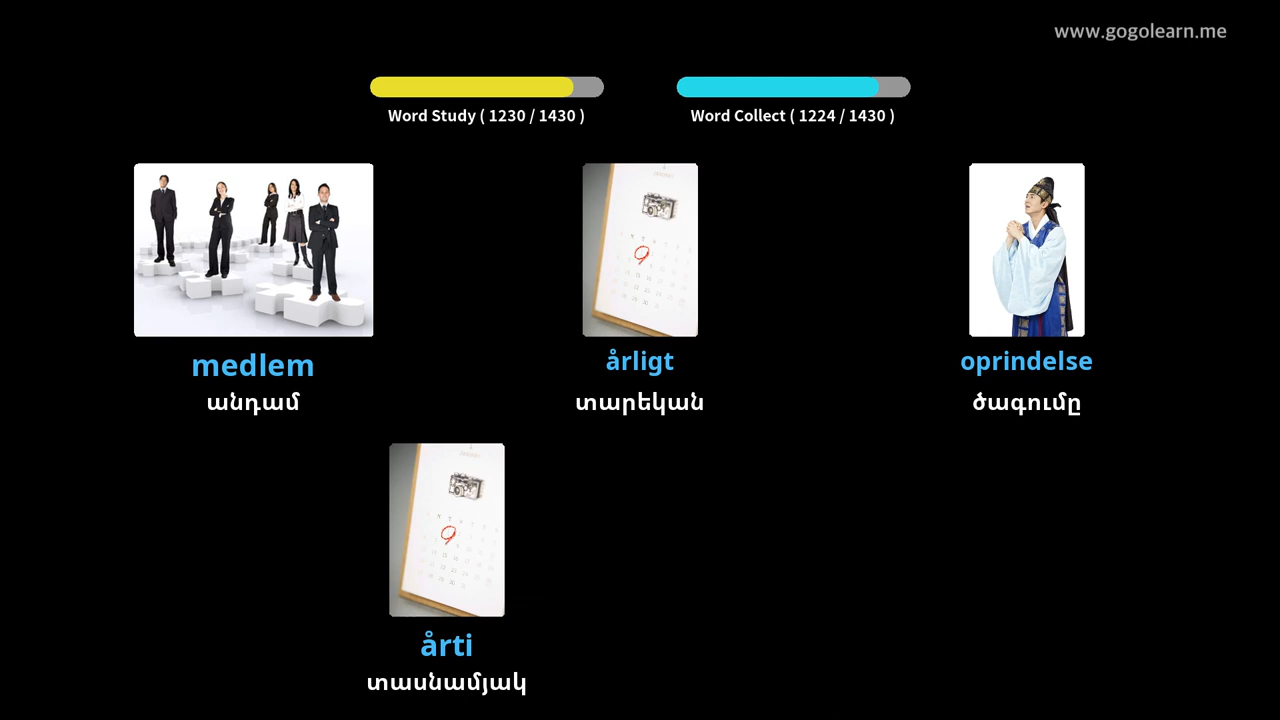 www.gogolearn.me
Word Study ( 1230 / 1430 )
Word Collect ( 1224 / 1430 )
medlem
անդամ
årligt
տարեկան
oprindelse
ծագումը
årti
տասնամյակ